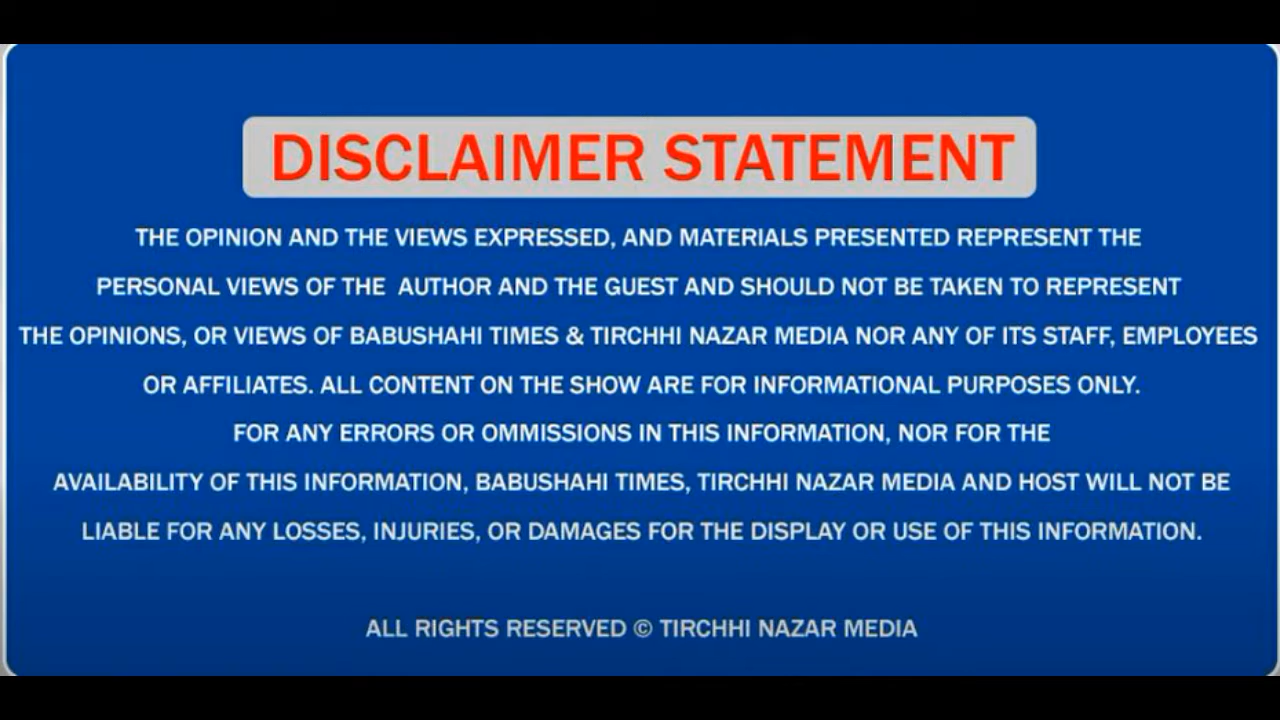 DISCLAIMER STATEMENT
THE OPINION AND THE VIEWS EXPRESSED, AND MATERIALS PRESENTED REPRESENT THE
PERSONAL VIEWS OF THE AUTHOR AND THE GUEST AND SHOULD NOT BE TAKEN TO REPRESENT
THE OPINIONS, OR VIEWS OF BABUSHAHI TIMES & TIRCHHI NAZAR MEDIA NOR ANY OF ITS STAFF, EMPLOYEES
OR AFFILIATES. ALL CONTENT ON THE SHOW ARE FOR INFORMATIONAL PURPOSES ONLY.
FOR ANY ERRORS OR OMMISSIONS IN THIS INFORMATION, NOR FOR THE
AVAILABILITY OF THIS INFORMATION, BABUSHAHI TIMES, TIRCHHI NAZAR MEDIA AND HOST WILL NOT BE
LIABLE FOR ANY LOSSES, INJURIES, OR DAMAGES FOR THE DISPLAY OR USE OF THIS INFORMATION.
ALL RIGHTS RESERVED © TIRCHHI NAZAR MEDIA